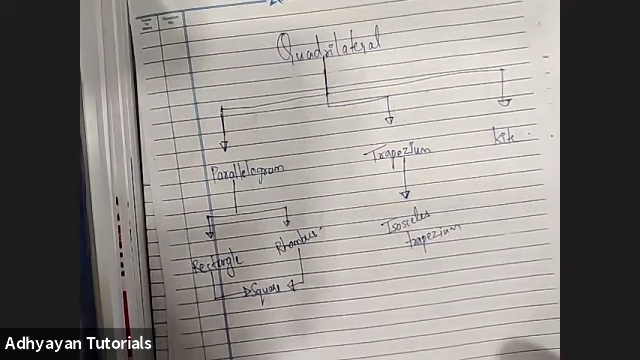 Quadrilateral
Parallelogram
Trapezium
Kite
Rectangle
Rhombus
Isosceles
trapezium
Square
Adhyayan Tutorials